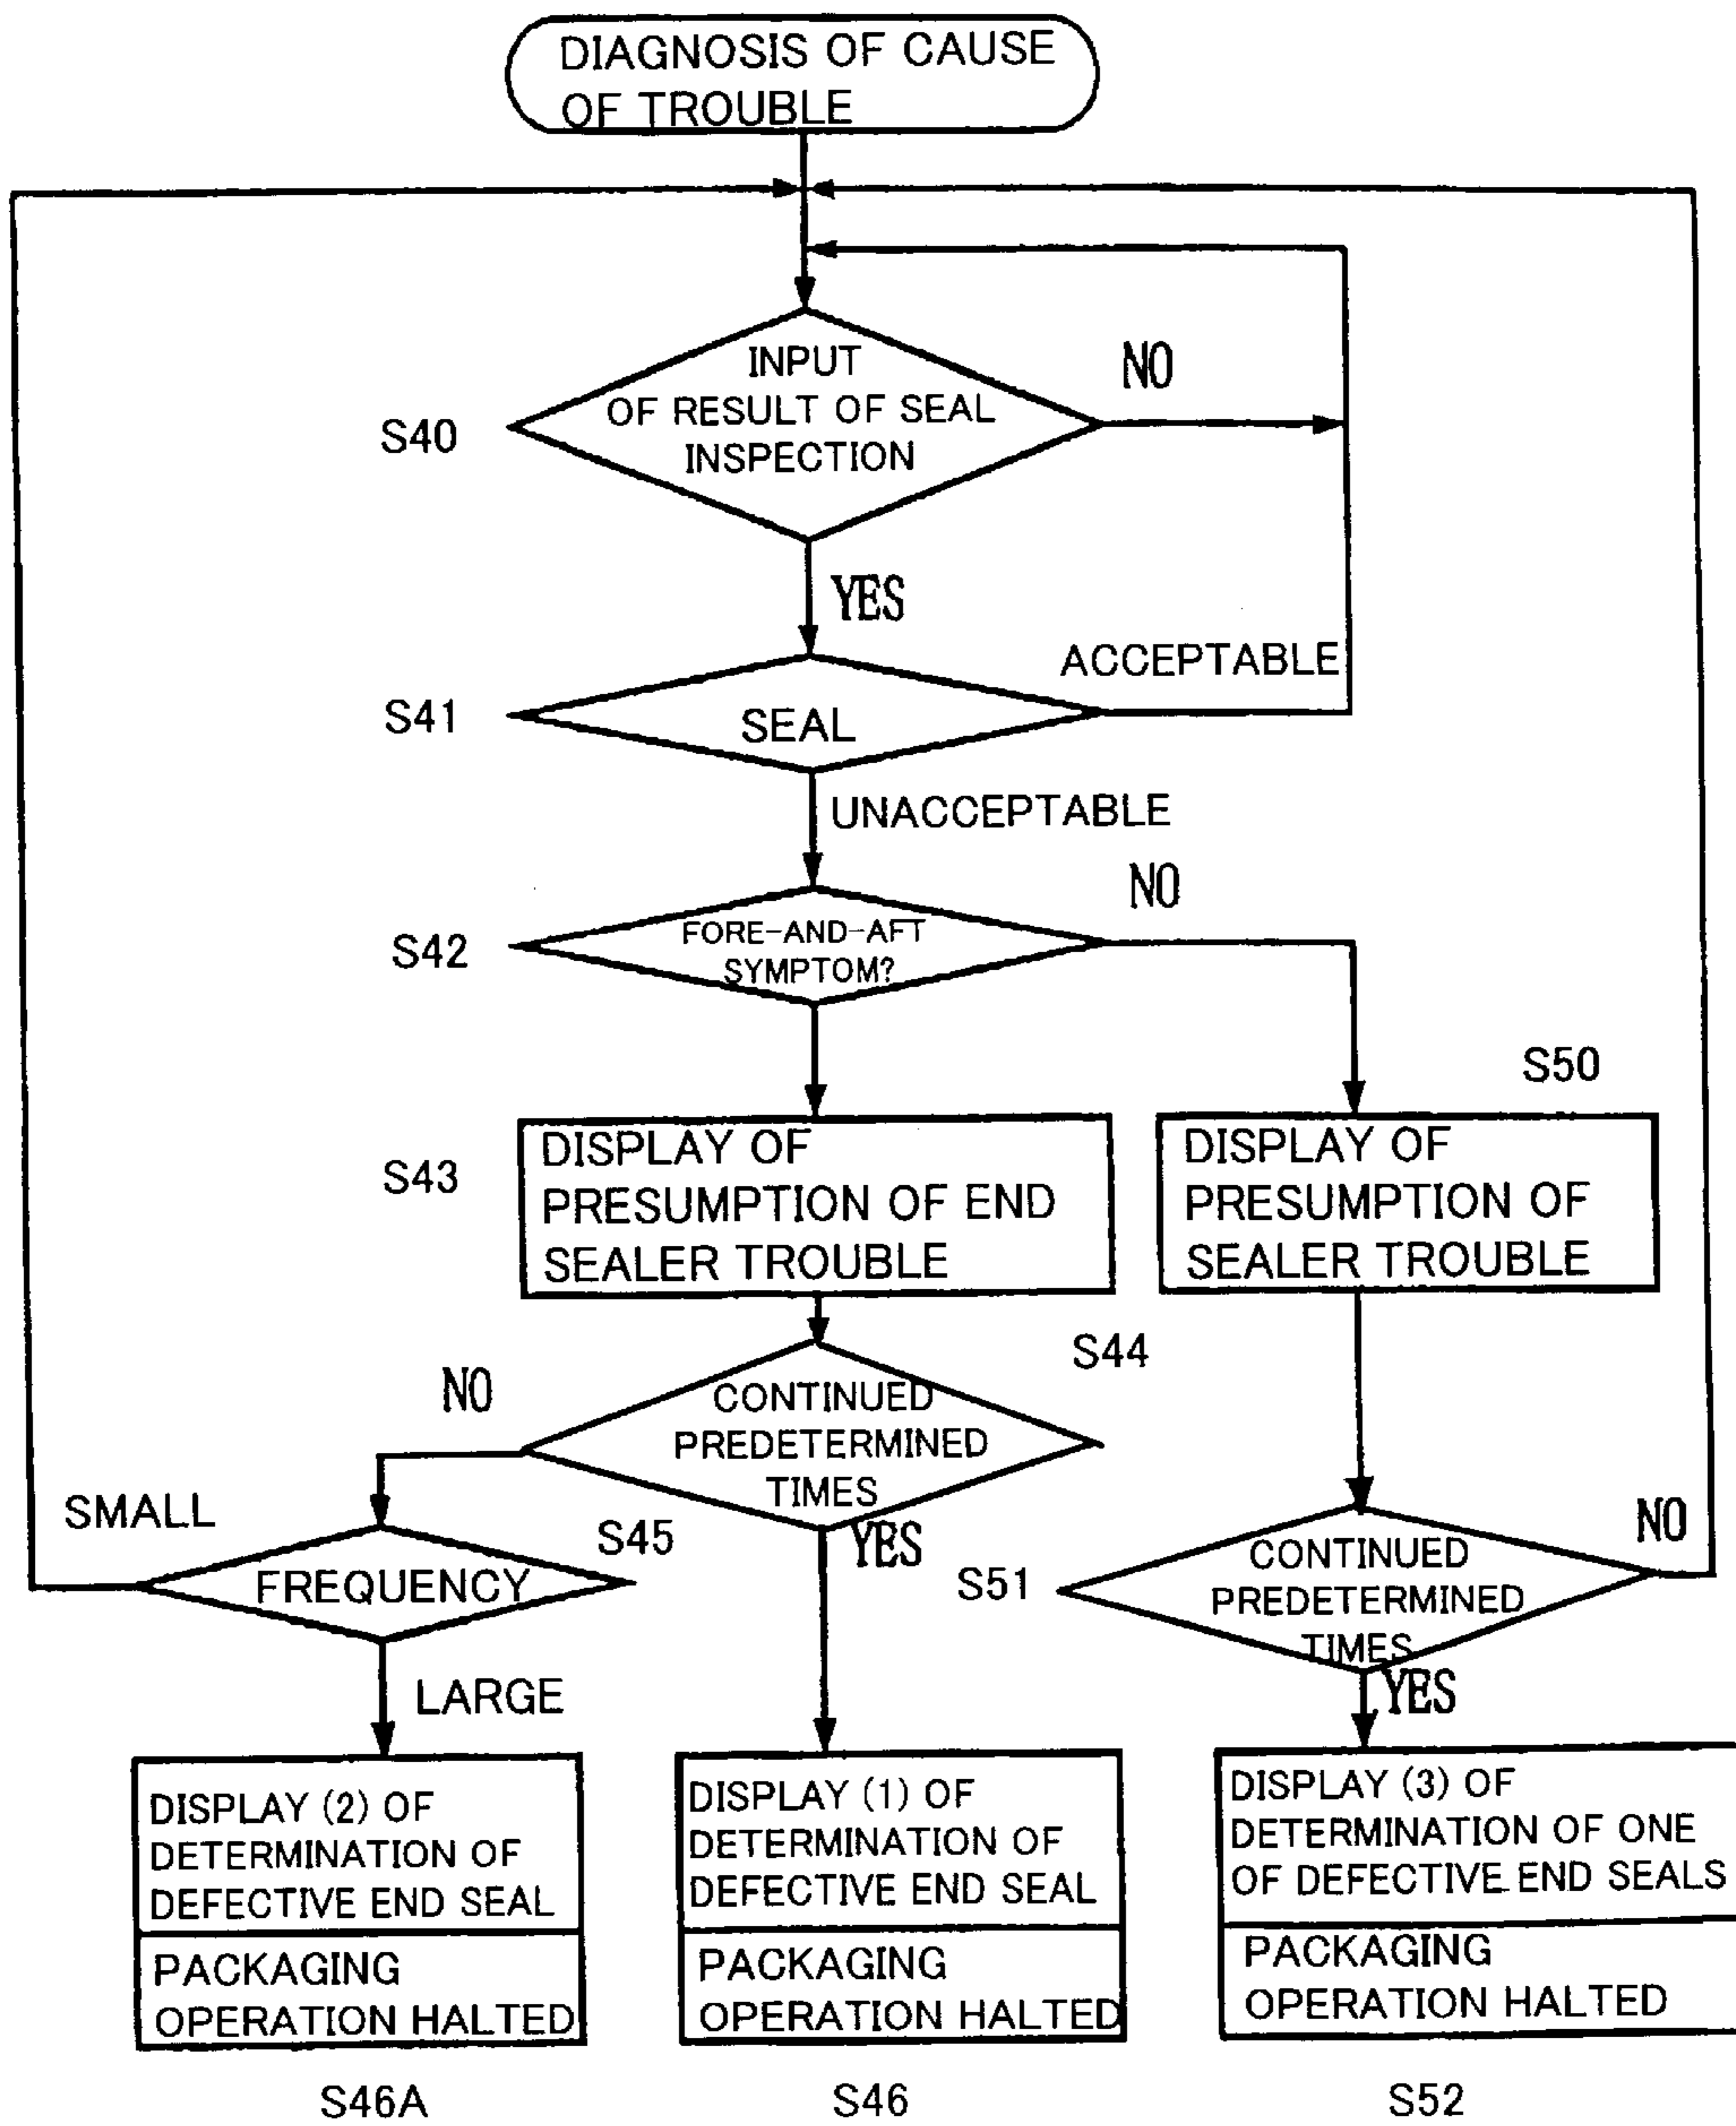 DIAGNOSIS OF CAUSE
OF TROUBLE
INPUT
OF RESULT OF SEAL
INSPECTION
NO
S40
YES
ACCEPTABLE
S41
SEAL
UNACCEPTABLE
NO
S42
FORE-AND-AFT
SYMPTOM?
S50
S43
DISPLAY OF
PRESUMPTION OF END
SEALER TROUBLE
DISPLAY OF
PRESUMPTION OF
SEALER TROUBLE
S44
NO
CONTINUED
PREDETERMINED
TIMES
YES
SMALL
S45
FREQUENCY
LARGE
S51
CONTINUED
PREDETERMINED
TIMES
NO
YES
DISPLAY (2) OF
DETERMINATION OF
DEFECTIVE END SEAL
PACKAGING
OPERATION HALTED
S46A
DISPLAY (1) OF
DETERMINATION OF
DEFECTIVE END SEAL
PACKAGING
OPERATION HALTED
S46
DISPLAY (3) OF
DETERMINATION OF ONE
OF DEFECTIVE END SEALS
PACKAGING
OPERATION HALTED
S52